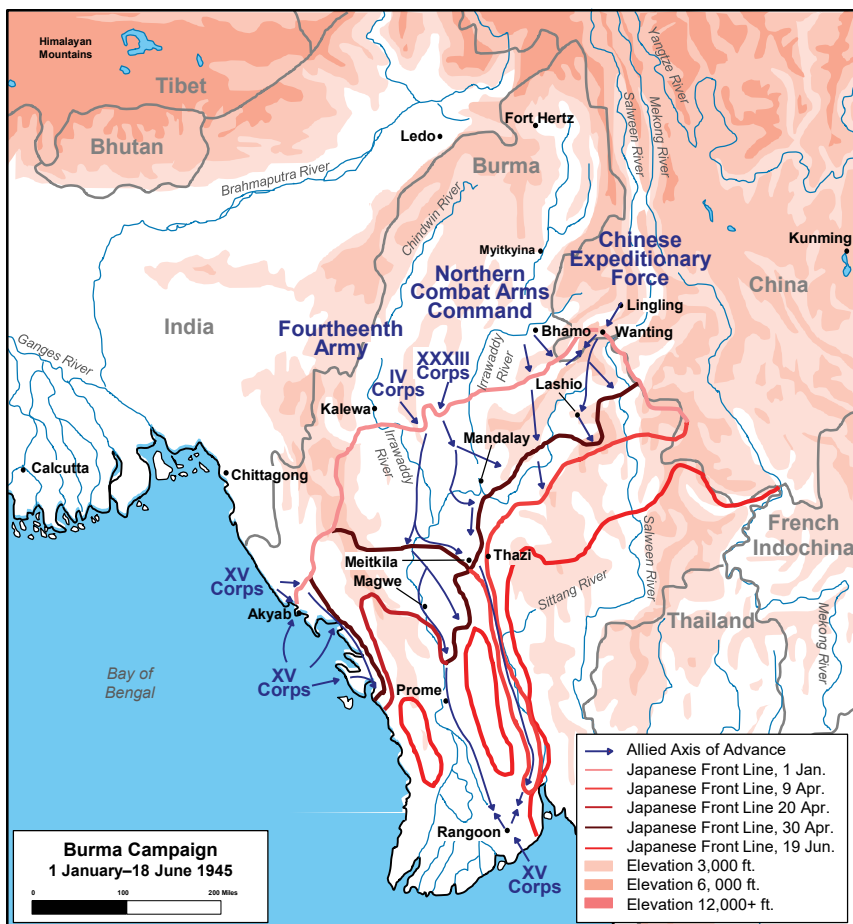 Himalayan
Mountains
Tibet
Bhutan
Brahmaputra River
Ledo
Fort Hertz
Burma
Chindwin River
Yangtze River
Salween River
Mekong River
Myitkyina
Kunming
China
Chinese
Expeditionary
Force
Northern
Combat Arms
Command
Lingling
India
Fourteenth
Army
Bhamo
Wanting
Ganges River
XXXIII
Corps
IV
Corps
Irrawaddy
River
Lashio
Kalewa
Irrawaddy
River
Mandalay
Calcutta
Chittagong
French
Indochina
Salween River
Meitkila
Thazi
Magwe
XV
Corps
Akyab
Sittang River
Thailand
Mekong River
Bay of
Bengal
XV
Corps
Prome
Rangoon
XV
Corps
Burma Campaign
1 January–18 June 1945
0 100 200 Miles
Allied Axis of Advance
Japanese Front Line, 1 Jan.
Japanese Front Line, 9 Apr.
Japanese Front Line 20 Apr.
Japanese Front Line, 30 Apr.
Japanese Front Line, 19 Jun.
Elevation 3,000 ft.
Elevation 6, 000 ft.
Elevation 12,000+ ft.